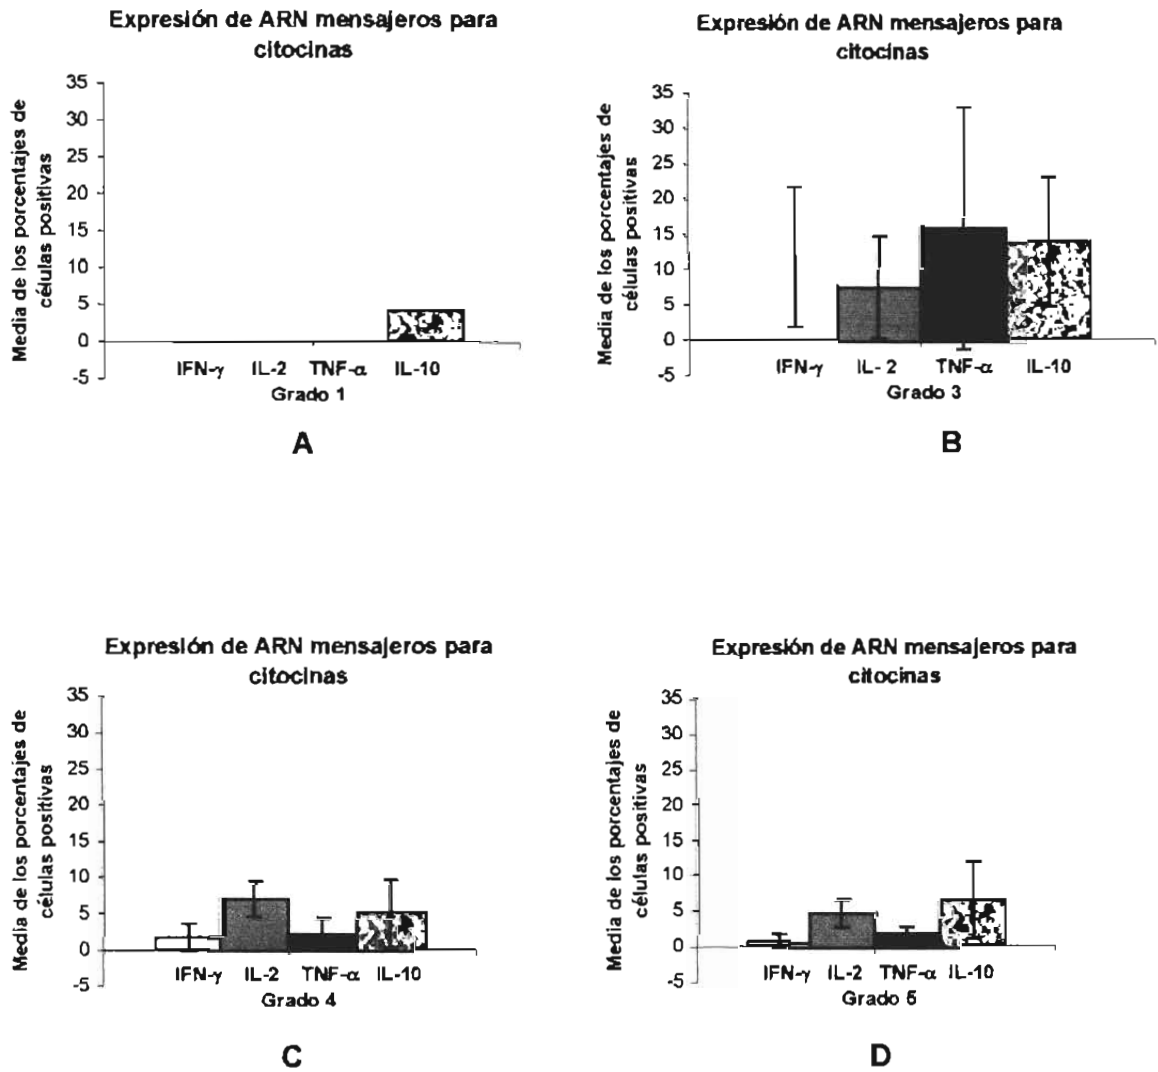 Expresión de ARN mensajeros para
citocinas
Media de los porcentajes de
células positivas
35
30
25
20
15
10
5
0
-5
IFN-γ IL-2 TNF-α IL-10
Grado 1
A
Expresión de ARN mensajeros para
citocinas
Media de los porcentajes de
células positivas
35
30
25
20
15
10
5
0
-5
IFN-γ IL- 2 TNF-α IL-10
Grado 3
B
Expresión de ARN mensajeros para
citocinas
Media de los porcentajes de
células positivas
35
30
25
20
15
10
5
0
-5
IFN-γ IL-2 TNF-α IL-10
Grado 4
C
Expresión de ARN mensajeros para
citocinas
Media de los porcentajes de
células positivas
35
30
25
20
15
10
5
0
-5
IFN-γ IL-2 TNF-α IL-10
Grado 5
D